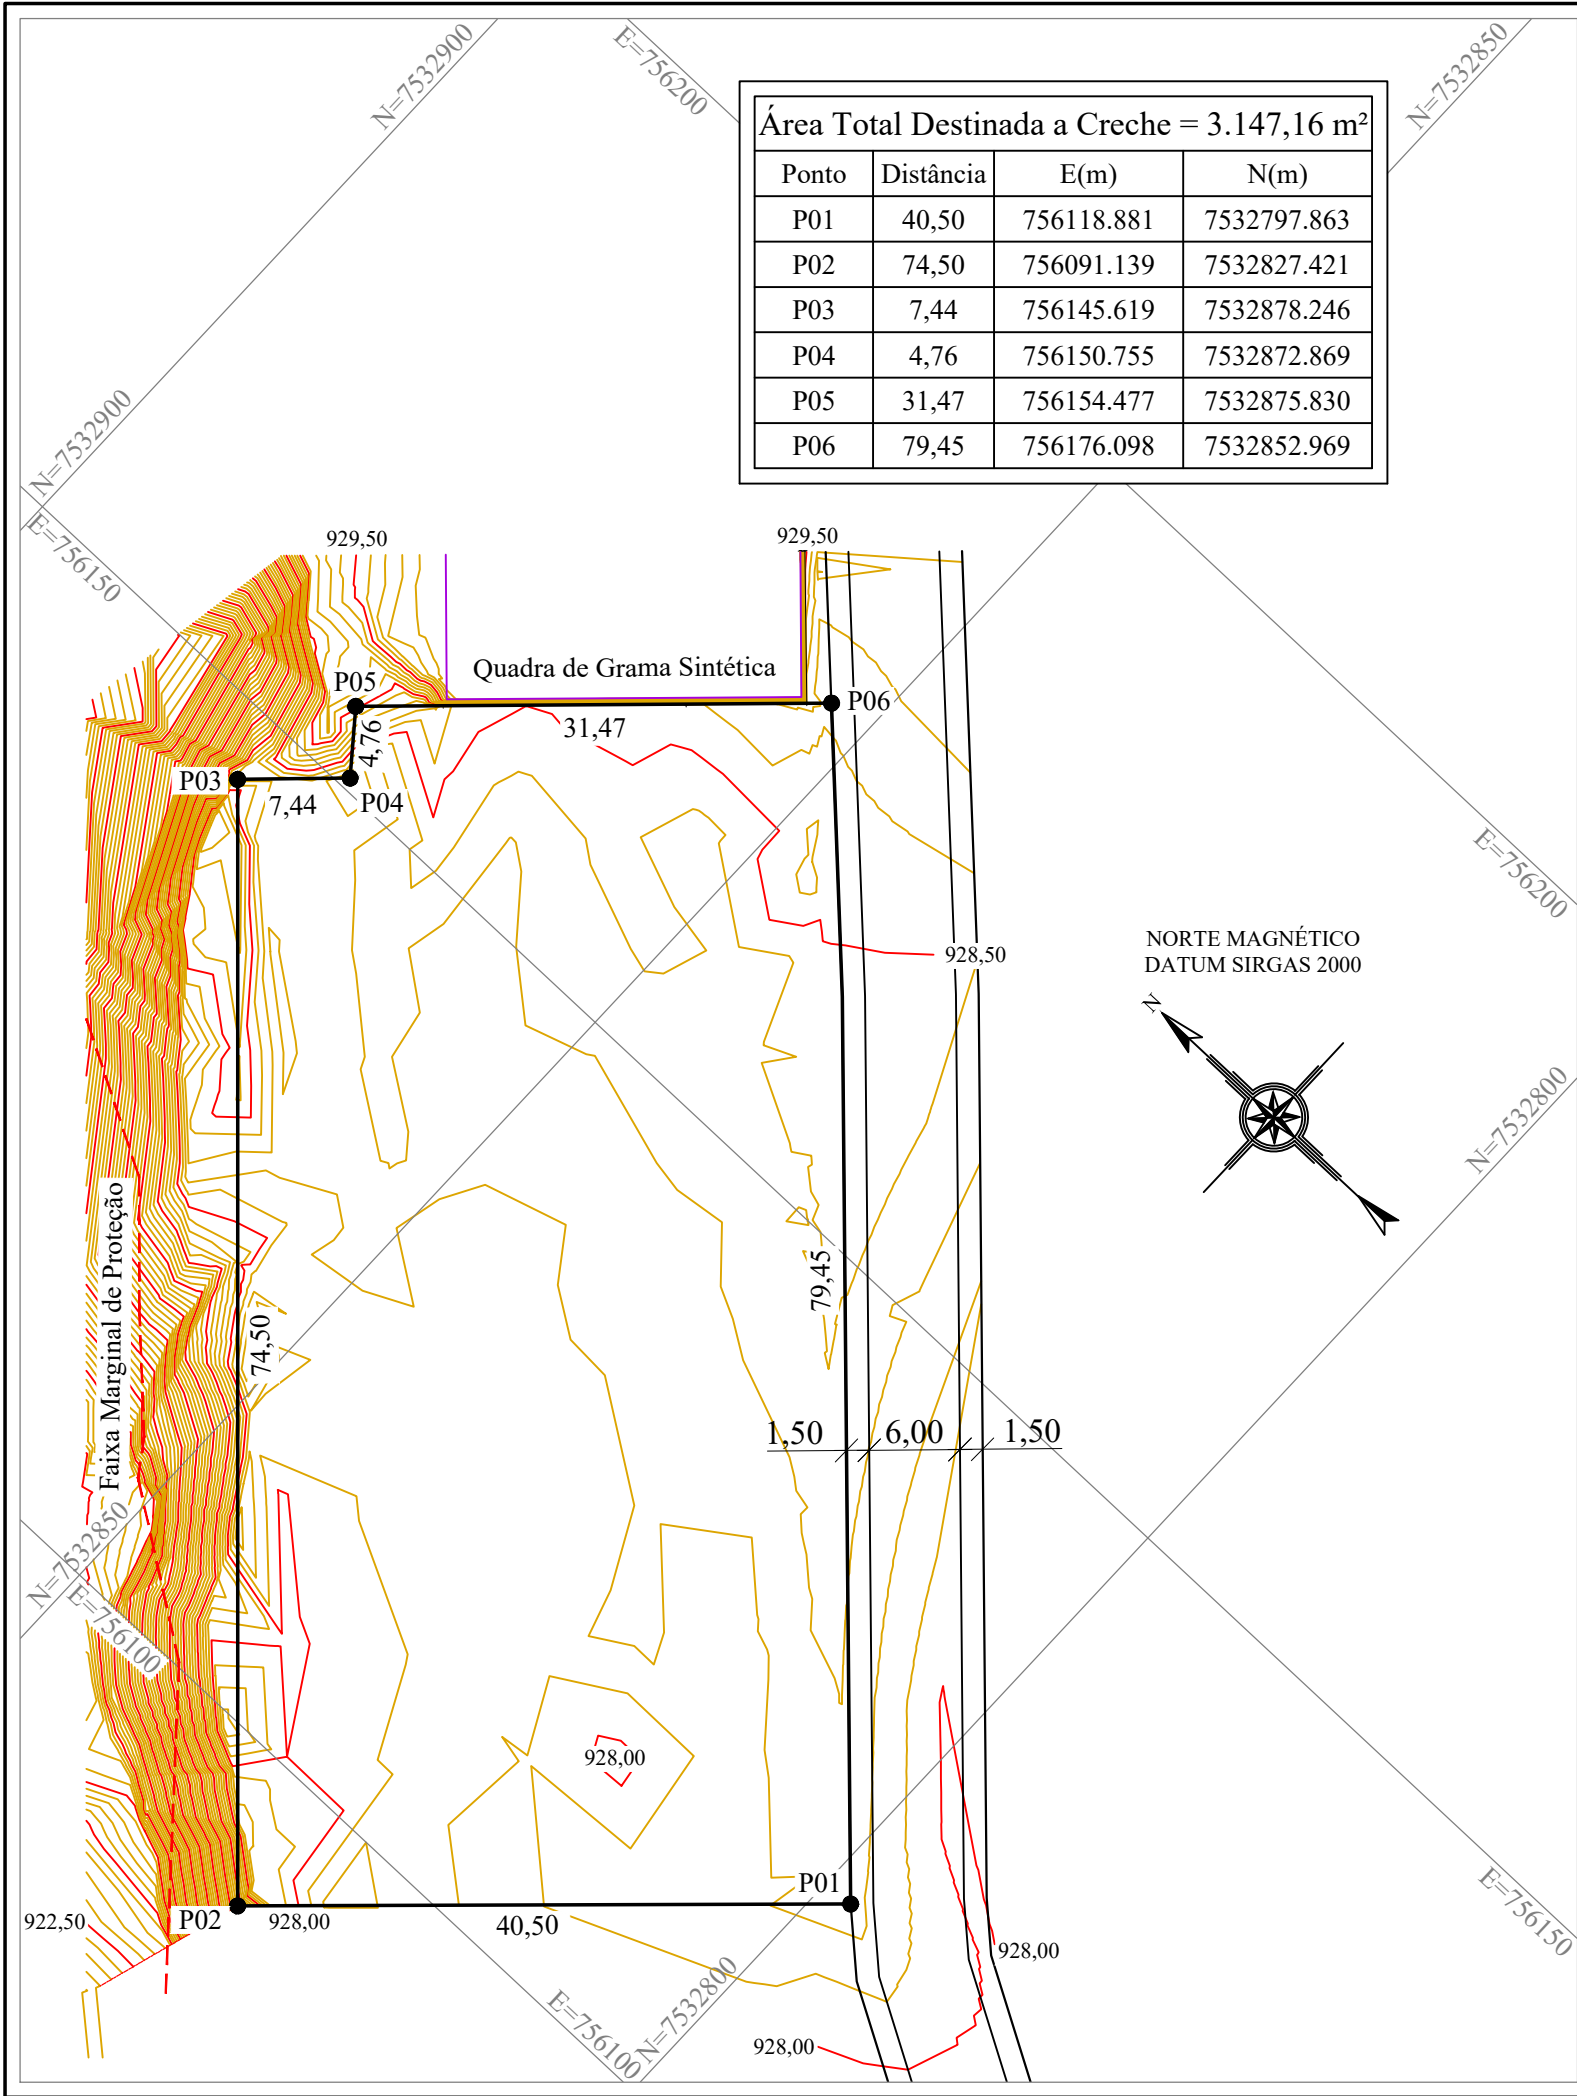 N=7532900
E=756200
N=7532850
Área Total Destinada a Creche = 3.147,16 m²
Ponto Distância E(m) N(m)
P01 40,50 756118.881 7532797.863
P02 74,50 756091.139 7532827.421
P03 7,44 756145.619 7532878.246
P04 4,76 756150.755 7532872.869
P05 31,47 756154.477 7532875.830
P06 79,45 756176.098 7532852.969
N=7532900
E=756150
929,50
929,50
Quadra de Grama Sintética
P05
P06
31,47
4,76
P03
7,44
P04
E=756200
NORTE MAGNÉTICO
DATUM SIRGAS 2000
N
928,50
N=7532800
Faixa Marginal de Proteção
79,45
74,50
1,50 6,00 1,50
N=7532850
E=756100
928,00
P01
P02
928,00
40,50
922,50
928,00
E=756150
E=756100
N=7532800
928,00